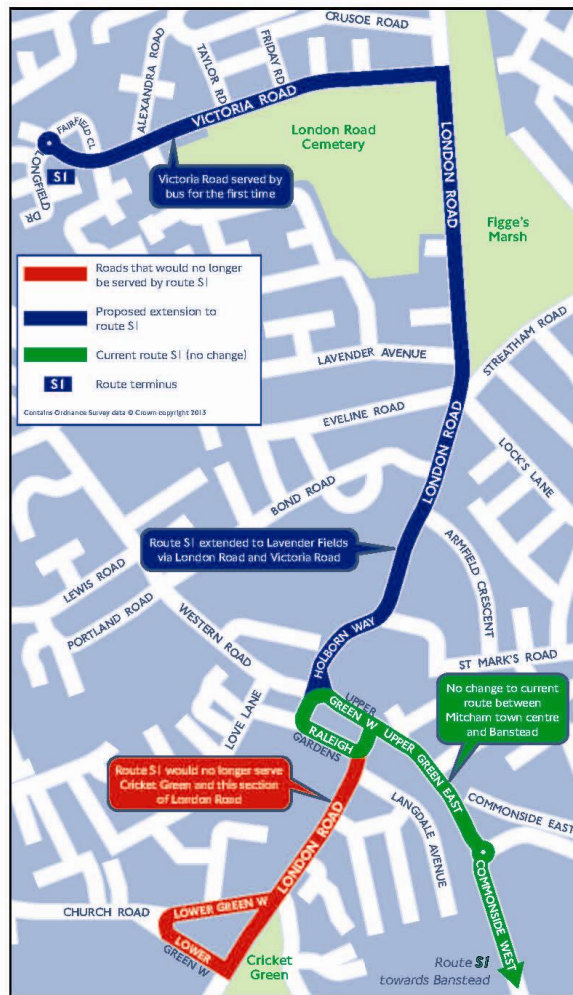 CRUSOE ROAD
ALEXANDRA ROAD
TAYLOR RD
FRIDAY RD
VICTORIA ROAD
FAIRFIELD CL
LONGFIELD DR
S1
London Road
Cemetery
LONDON ROAD
Victoria Road served by
bus for the first time
Figge's
Marsh
Roads that would no longer
be served by route S1
Proposed extension to
route S1
Current route S1 (no change)
S1
Route terminus
Contains Ordnance Survey data © Crown copyright 2013
STREATHAM ROAD
LAVENDER AVENUE
EVELINE ROAD
LONDON ROAD
LOCK'S LANE
BOND ROAD
Route S1 extended to Lavender Fields
via London Road and Victoria Road
ARMFIELD CRESCENT
LEWIS ROAD
PORTLAND ROAD
WESTERN ROAD
HOLBORN WAY
ST MARK'S ROAD
No change to current
route between
Mitcham town centre
and Banstead
LOVE LANE
UPPER
GREEN W
UPPER GREEN EAST
RALEIGH
GARDENS
Route S1 would no longer serve
Cricket Green and this section
of London Road
LANGDALE AVENUE
COMMONSIDE EAST
LONDON ROAD
COMMONSIDE WEST
CHURCH ROAD
LOWER GREEN W
LOWER
GREEN W
Cricket
Green
Route S1
towards Banstead